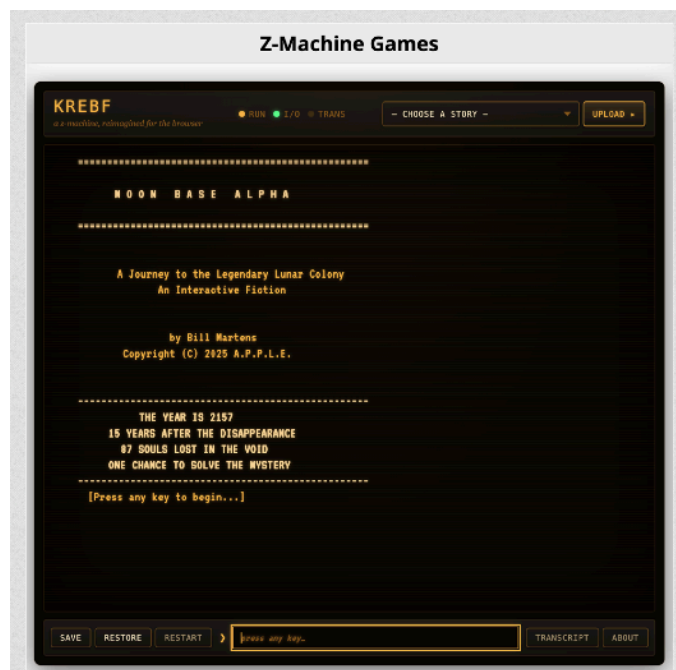 Z-Machine Games
KREBF
a z-machine, reimagined for the browser
RUN I/O TRANS
— CHOOSE A STORY —
UPLOAD ▸
==================================================
M O O N   B A S E   A L P H A
==================================================
A Journey to the Legendary Lunar Colony
An Interactive Fiction
by Bill Martens
Copyright (C) 2025 A.P.P.L.E.
--------------------------------------------------
THE YEAR IS 2157
15 YEARS AFTER THE DISAPPEARANCE
87 SOULS LOST IN THE VOID
ONE CHANCE TO SOLVE THE MYSTERY
--------------------------------------------------
[Press any key to begin...]
SAVE RESTORE RESTART ❯ press any key… TRANSCRIPT ABOUT